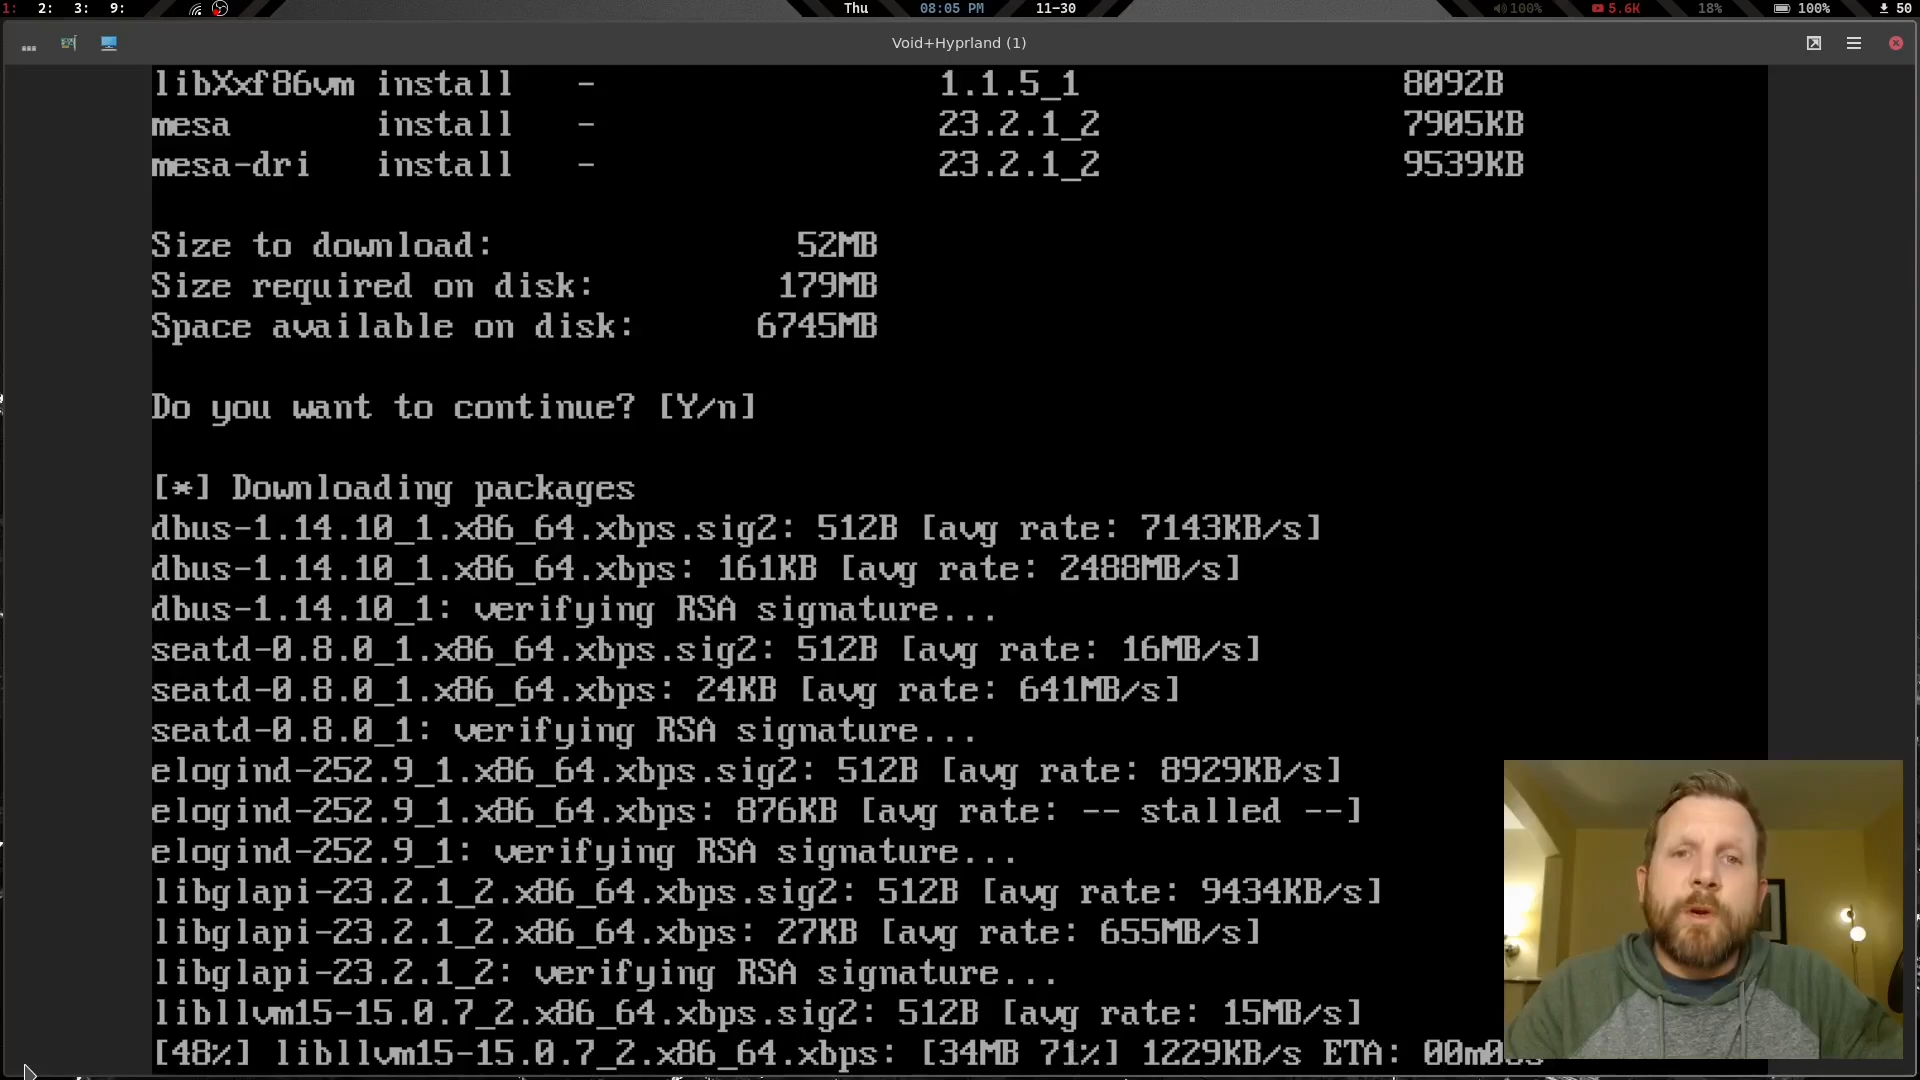 1: 2: 3: 9: Thu 08:05 PM 11-30 100% 5.6K 18% 100% 50
Void+Hyprland (1)
libXxf86vm install - 1.1.5_1 8092B
mesa install - 23.2.1_2 7905KB
mesa-dri install - 23.2.1_2 9539KB
Size to download: 52MB
Size required on disk: 179MB
Space available on disk: 6745MB
Do you want to continue? [Y/n]
[*] Downloading packages
dbus-1.14.10_1.x86_64.xbps.sig2: 512B [avg rate: 7143KB/s]
dbus-1.14.10_1.x86_64.xbps: 161KB [avg rate: 2488MB/s]
dbus-1.14.10_1: verifying RSA signature...
seatd-0.8.0_1.x86_64.xbps.sig2: 512B [avg rate: 16MB/s]
seatd-0.8.0_1.x86_64.xbps: 24KB [avg rate: 641MB/s]
seatd-0.8.0_1: verifying RSA signature...
elogind-252.9_1.x86_64.xbps.sig2: 512B [avg rate: 8929KB/s]
elogind-252.9_1.x86_64.xbps: 876KB [avg rate: -- stalled --]
elogind-252.9_1: verifying RSA signature...
libglapi-23.2.1_2.x86_64.xbps.sig2: 512B [avg rate: 9434KB/s]
libglapi-23.2.1_2.x86_64.xbps: 27KB [avg rate: 655MB/s]
libglapi-23.2.1_2: verifying RSA signature...
libllvm15-15.0.7_2.x86_64.xbps.sig2: 512B [avg rate: 15MB/s]
[48%] libllvm15-15.0.7_2.x86_64.xbps: [34MB 71%] 1229KB/s ETA: